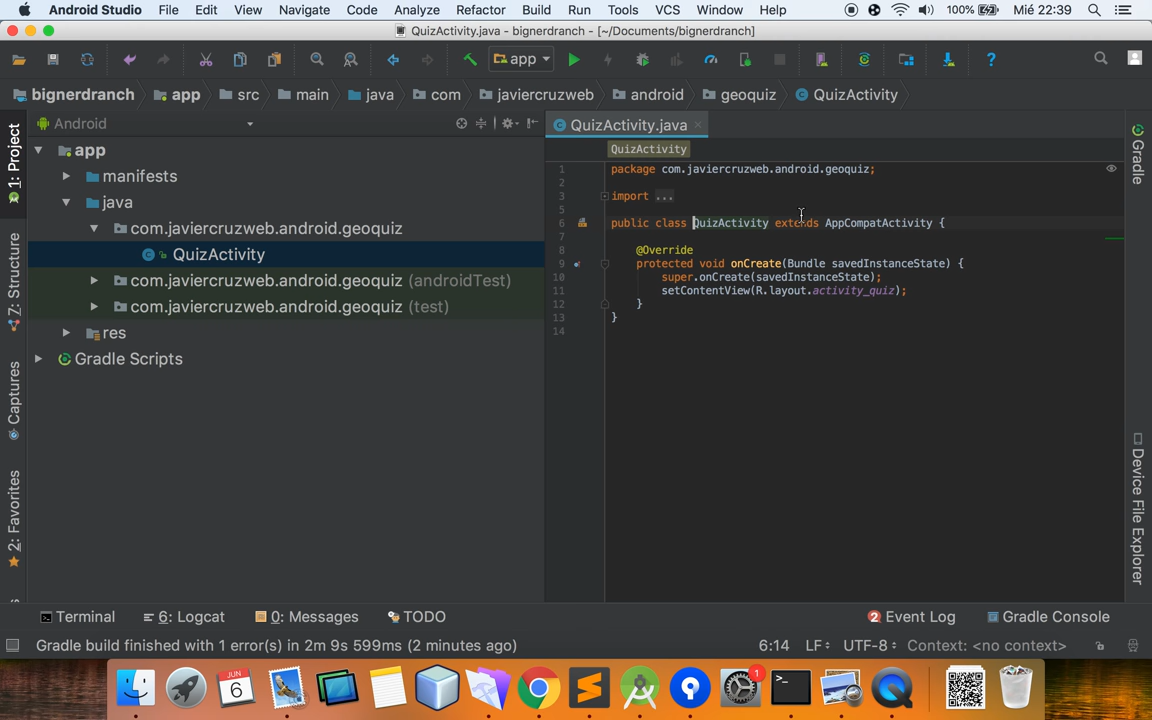 Android Studio File Edit View Navigate Code Analyze Refactor Build Run Tools VCS Window Help 100% Mié 22:39
QuizActivity.java - bignerdranch - [~/Documents/bignerdranch]
app
bignerdranch app src main java com javiercruzweb android geoquiz QuizActivity
Android
QuizActivity.java
QuizActivity
1: Project
7: Structure
Captures
2: Favorites
app
manifests
java
com.javiercruzweb.android.geoquiz
QuizActivity
com.javiercruzweb.android.geoquiz (androidTest)
com.javiercruzweb.android.geoquiz (test)
res
Gradle Scripts
1 package com.javiercruzweb.android.geoquiz;
2
3 import ...
5
6 public class QuizActivity extends AppCompatActivity {
7
8 @Override
9 protected void onCreate(Bundle savedInstanceState) {
10 super.onCreate(savedInstanceState);
11 setContentView(R.layout.activity_quiz);
12 }
13 }
14
Gradle
Device File Explorer
Terminal 6: Logcat 0: Messages TODO 2 Event Log Gradle Console
Gradle build finished with 1 error(s) in 2m 9s 599ms (2 minutes ago) 6:14 LF UTF-8 Context: <no context>
JUN
6
1